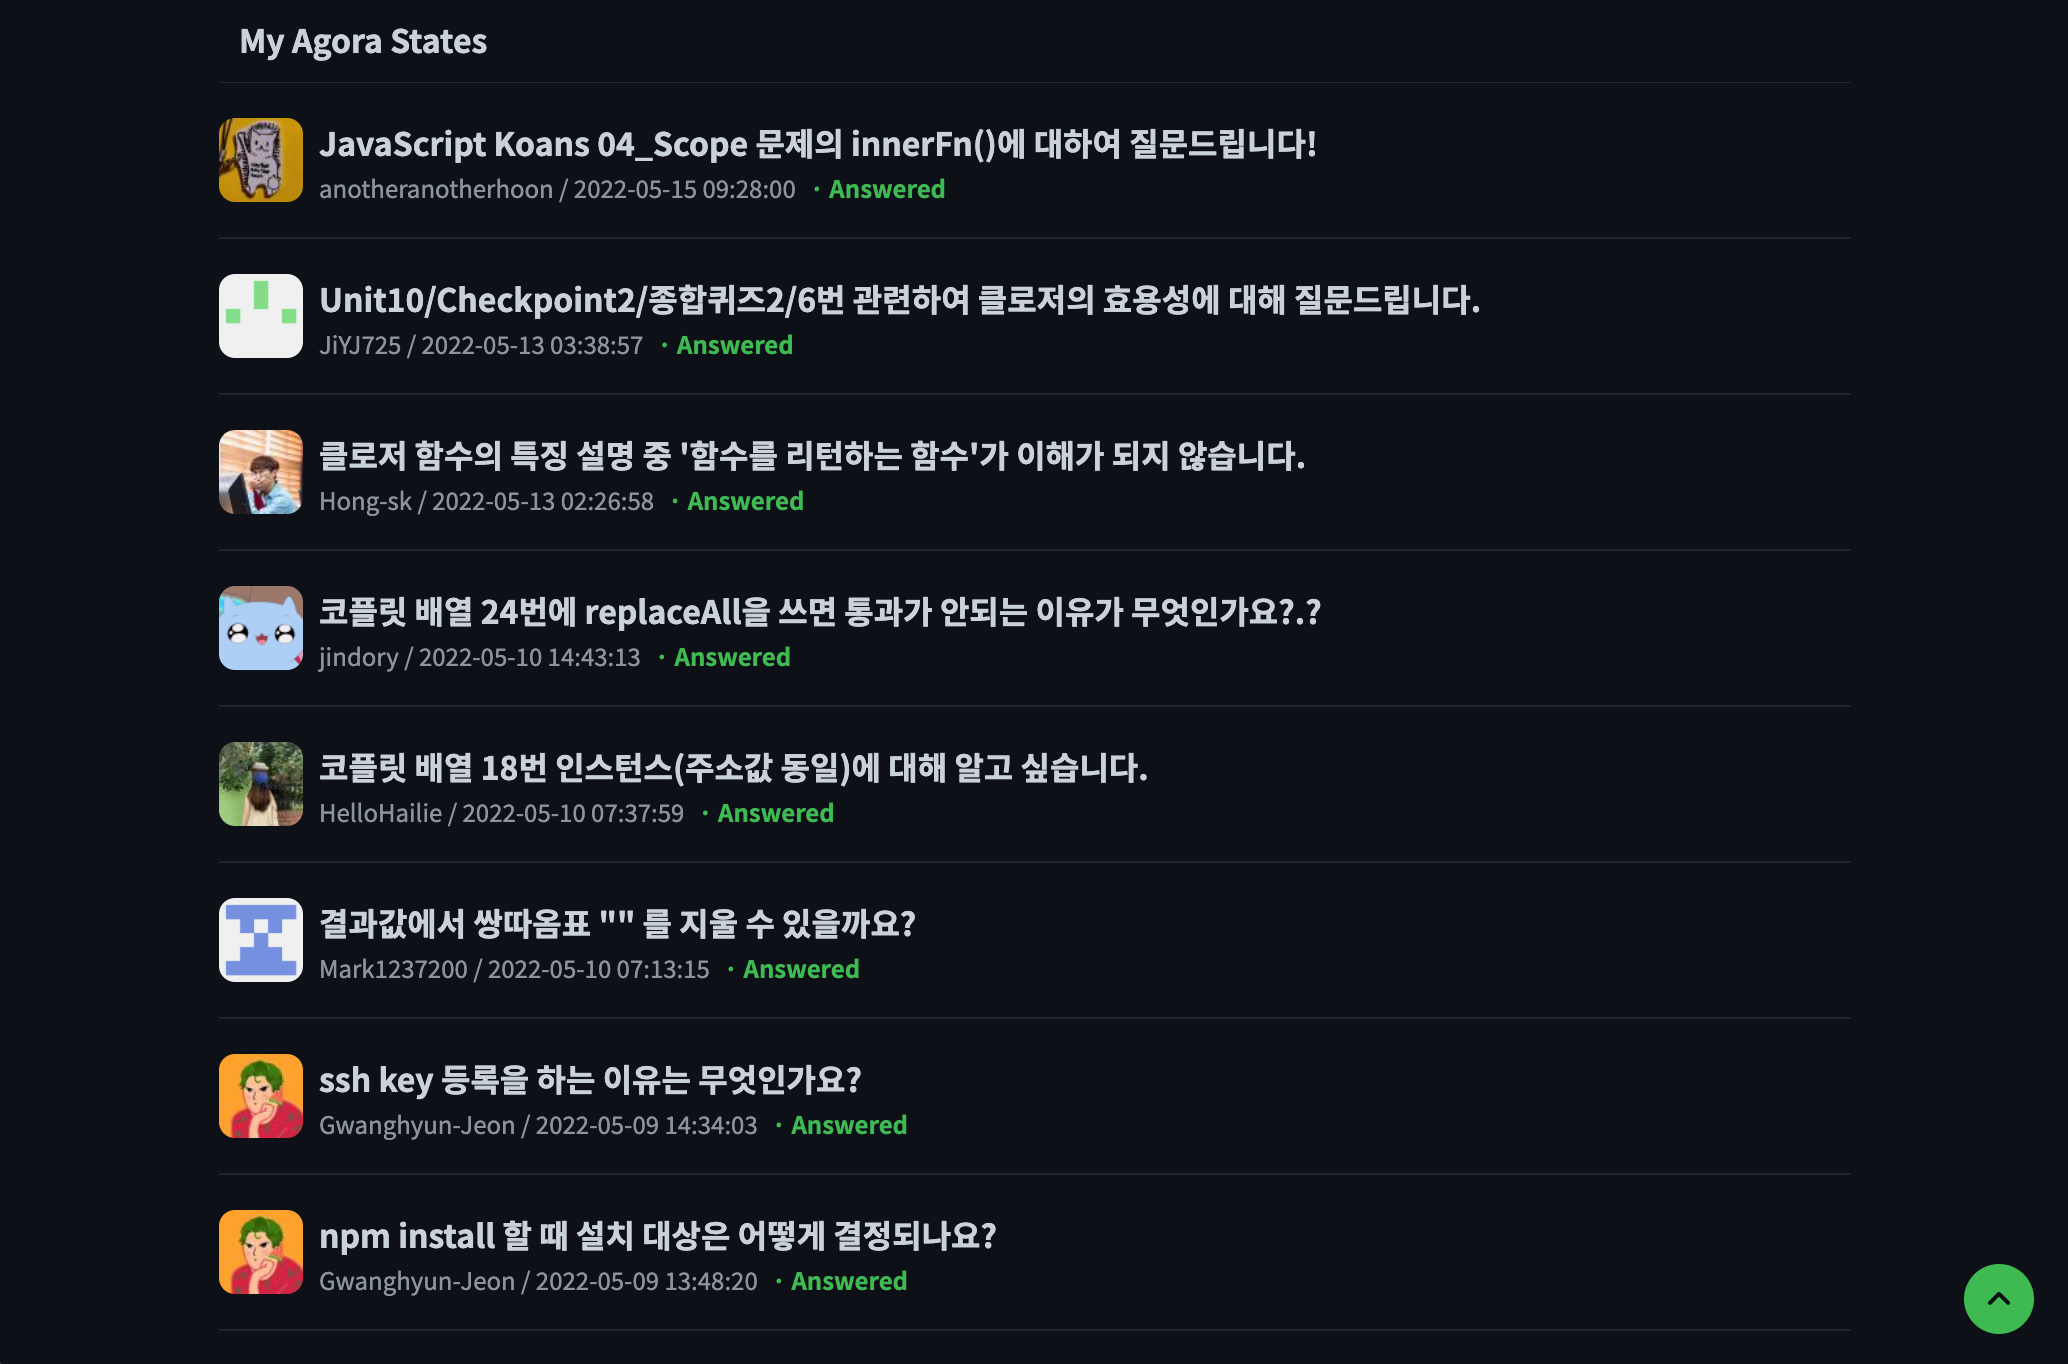 My Agora States
JavaScript Koans 04_Scope 문제의 innerFn()에 대하여 질문드립니다!
anotheranotherhoon / 2022-05-15 09:28:00 · Answered
Unit10/Checkpoint2/종합퀴즈2/6번 관련하여 클로저의 효용성에 대해 질문드립니다.
JiYJ725 / 2022-05-13 03:38:57 · Answered
클로저 함수의 특징 설명 중 '함수를 리턴하는 함수'가 이해가 되지 않습니다.
Hong-sk / 2022-05-13 02:26:58 · Answered
코플릿 배열 24번에 replaceAll을 쓰면 통과가 안되는 이유가 무엇인가요?.?
jindory / 2022-05-10 14:43:13 · Answered
코플릿 배열 18번 인스턴스(주소값 동일)에 대해 알고 싶습니다.
HelloHailie / 2022-05-10 07:37:59 · Answered
결과값에서 쌍따옴표 "" 를 지울 수 있을까요?
Mark1237200 / 2022-05-10 07:13:15 · Answered
ssh key 등록을 하는 이유는 무엇인가요?
Gwanghyun-Jeon / 2022-05-09 14:34:03 · Answered
npm install 할 때 설치 대상은 어떻게 결정되나요?
Gwanghyun-Jeon / 2022-05-09 13:48:20 · Answered